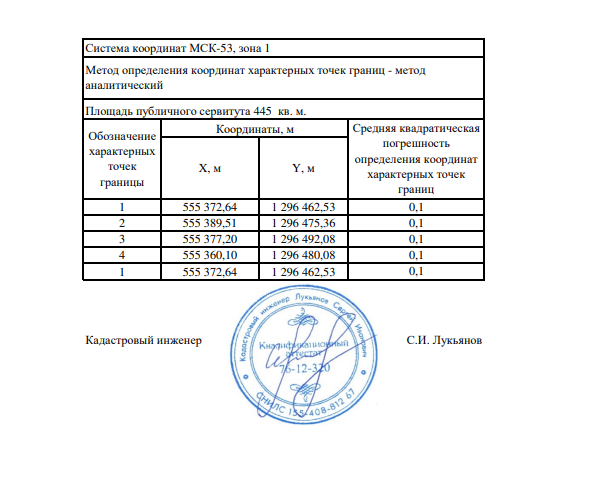 Система координат МСК-53, зона 1
Метод определения координат характерных точек границ - метод
аналитический
Площадь публичного сервитута 445 кв. м.
Обозначение характерных точек границы
Координаты, м
Средняя квадратическая погрешность определения координат характерных точек границ
X, м
Y, м
1 555 372,64 1 296 462,53 0,1
2 555 389,51 1 296 475,36 0,1
3 555 377,20 1 296 492,08 0,1
4 555 360,10 1 296 480,08 0,1
1 555 372,64 1 296 462,53 0,1
Кадастровый инженер
С.И. Лукьянов
Кадастровый инженер Лукьянов Сергей Игоревич
Квалификационный
аттестат
76-12-320
СНИЛС 155-408-812 67